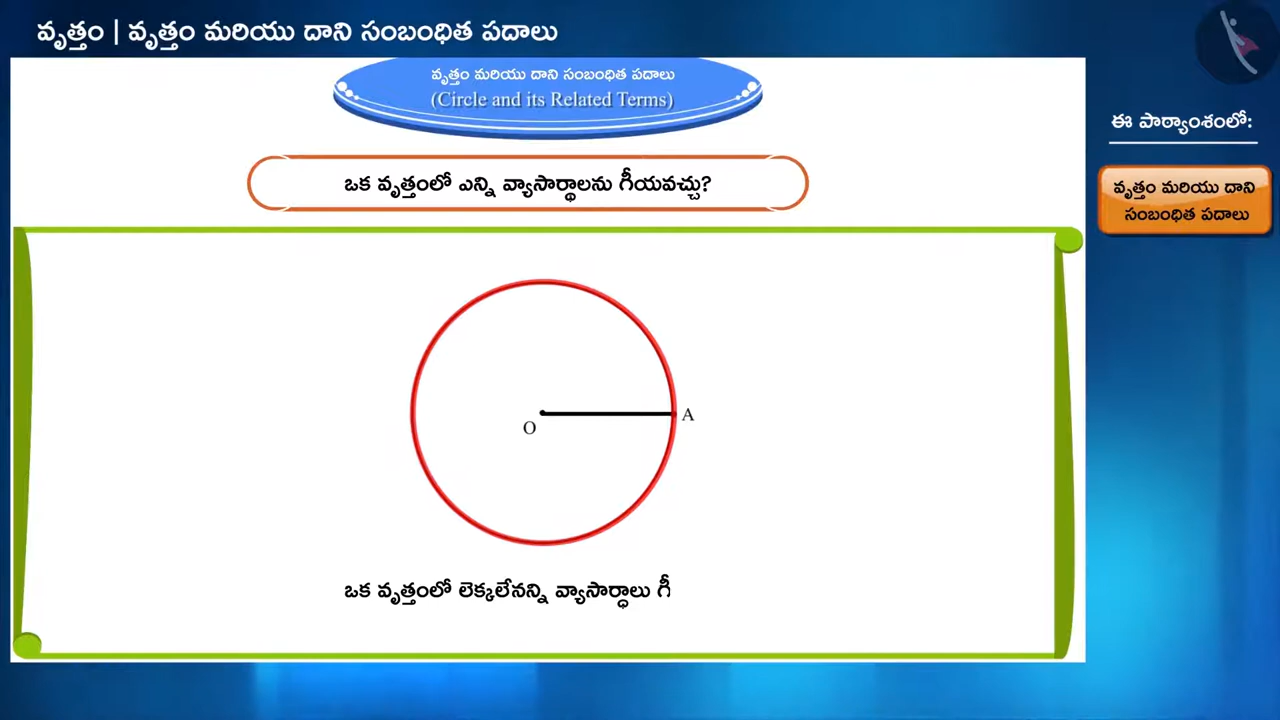 వృత్తం | వృత్తం మరియు దాని సంబంధిత పదాలు
వృత్తం మరియు దాని సంబంధిత పదాలు
(Circle and its Related Terms)
ఈ పాఠ్యాంశంలో:
వృత్తం మరియు దాని
సంబంధిత పదాలు
ఒక వృత్తంలో ఎన్ని వ్యాసార్థాలను గీయవచ్చు?
O
A
ఒక వృత్తంలో లెక్కలేనన్ని వ్యాసార్ధాలు గీ